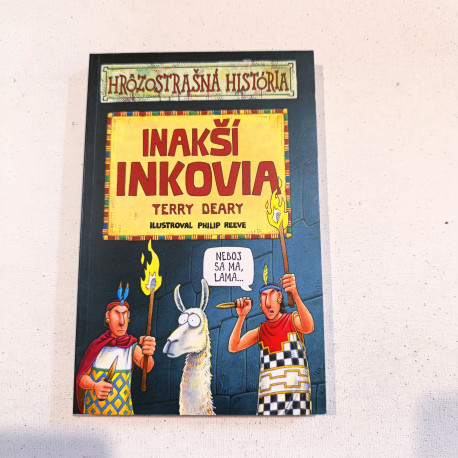 HRÔZOSTRAŠNÁ HISTÓRIA
INAKŠÍ
INKOVIA
TERRY DEARY
ILUSTROVAL PHILIP REEVE
NEBOJ
SA MA,
LAMA...